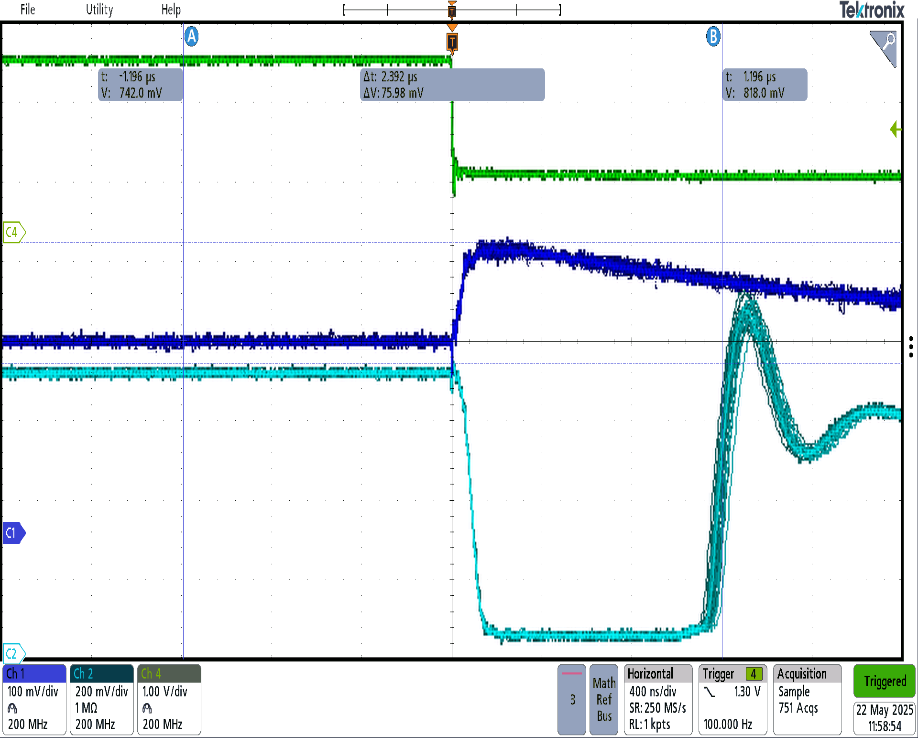 File Utility Help
Tektronix
T
A B
T
t: -1.196 µs
V: 742.0 mV
Δt: 2.392 µs
ΔV: 75.98 mV
t: 1.196 µs
V: 818.0 mV
C4
C1
C2
Ch 1
100 mV/div
200 MHz
Ch 2
200 mV/div
1 MΩ
200 MHz
Ch 4
1.00 V/div
200 MHz
3
Math
Ref
Bus
Horizontal
400 ns/div
SR: 250 MS/s
RL: 1 kpts
Trigger 4
1.30 V
100.000 Hz
Acquisition
Sample
751 Acqs
Triggered
22 May 2025
11:58:54